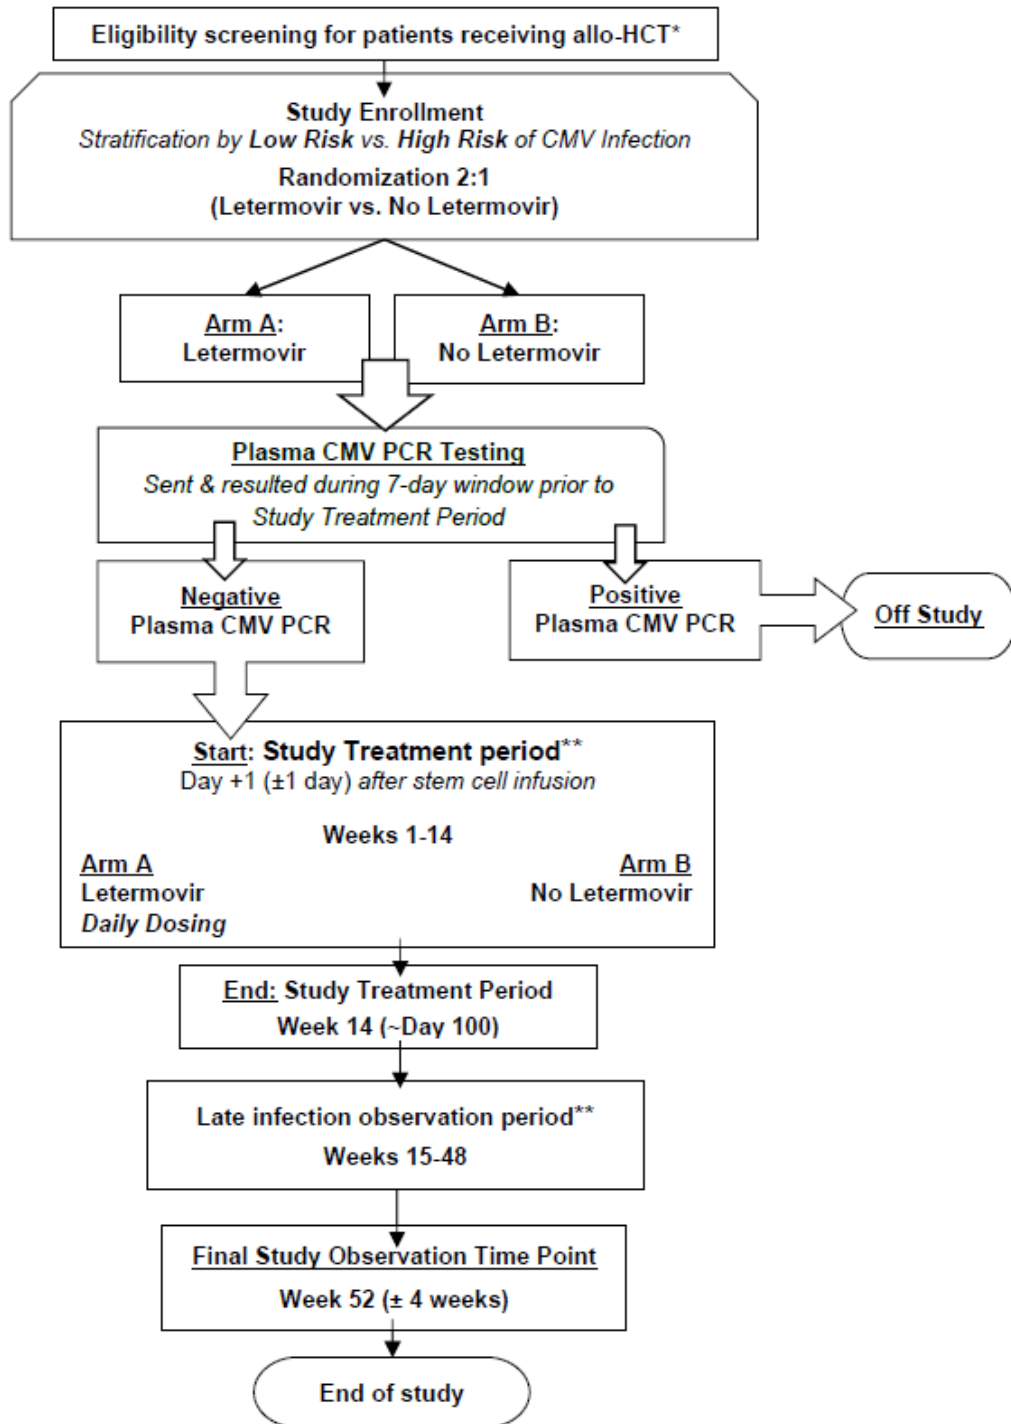 Eligibility screening for patients receiving allo-HCT*
Study Enrollment
Stratification by Low Risk vs. High Risk of CMV Infection
Randomization 2:1
(Letermovir vs. No Letermovir)
Arm A:
Letermovir
Arm B:
No Letermovir
Plasma CMV PCR Testing
Sent & resulted during 7-day window prior to
Study Treatment Period
Negative
Plasma CMV PCR
Positive
Plasma CMV PCR
Off Study
Start: Study Treatment period**
Day +1 (±1 day) after stem cell infusion
Weeks 1-14
Arm A
Letermovir
Daily Dosing
Arm B
No Letermovir
End: Study Treatment Period
Week 14 (~Day 100)
Late infection observation period**
Weeks 15-48
Final Study Observation Time Point
Week 52 (± 4 weeks)
End of study